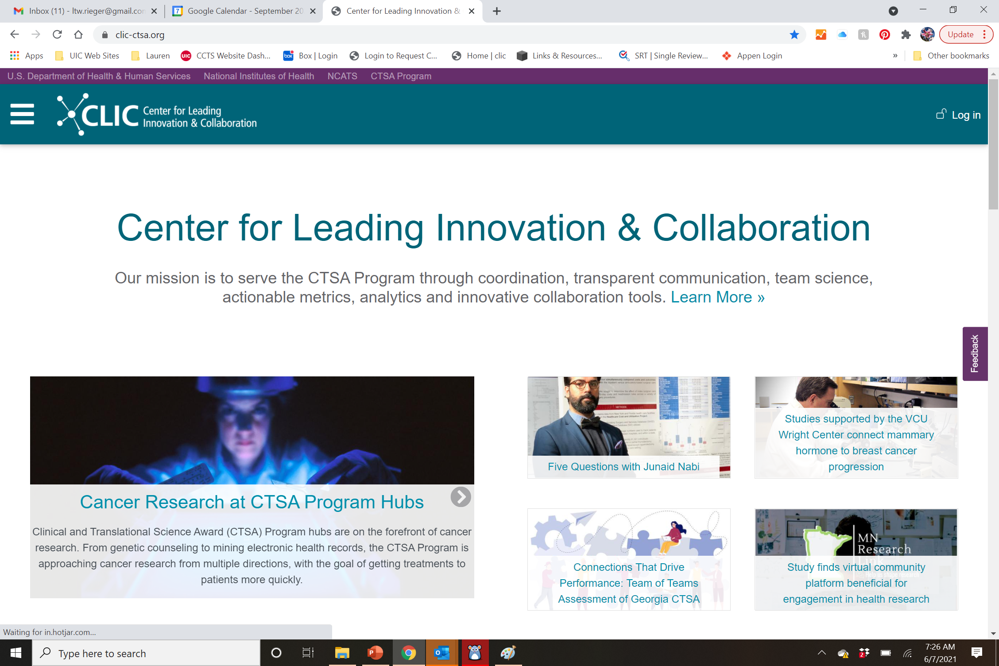 Inbox (11) - ltw.rieger@gmail.con
Google Calendar - September 20
Center for Leading Innovation &
clic-ctsa.org
Update
Apps
UIC Web Sites
Lauren
UIC
CCTS Website Dash...
box
Box | Login
Login to Request C...
Home | clic
Links & Resources...
SRT | Single Review...
Appen Login
»
Other bookmarks
U.S. Department of Health & Human Services
National Institutes of Health
NCATS
CTSA Program
CLIC
Center for Leading
Innovation & Collaboration
Log in
Center for Leading Innovation & Collaboration
Our mission is to serve the CTSA Program through coordination, transparent communication, team science,
actionable metrics, analytics and innovative collaboration tools. Learn More »
Feedback
METHODS
Five Questions with Junaid Nabi
Studies supported by the VCU
Wright Center connect mammary
hormone to breast cancer
progression
Cancer Research at CTSA Program Hubs
Clinical and Translational Science Award (CTSA) Program hubs are on the forefront of cancer
research. From genetic counseling to mining electronic health records, the CTSA Program is
approaching cancer research from multiple directions, with the goal of getting treatments to
patients more quickly.
Connections That Drive
Performance: Team of Teams
Assessment of Georgia CTSA
MN
Research
Link
Help us shape research
Study finds virtual community
platform beneficial for
engagement in health research
Waiting for in.hotjar.com...
Type here to search
7:26 AM
6/7/2021